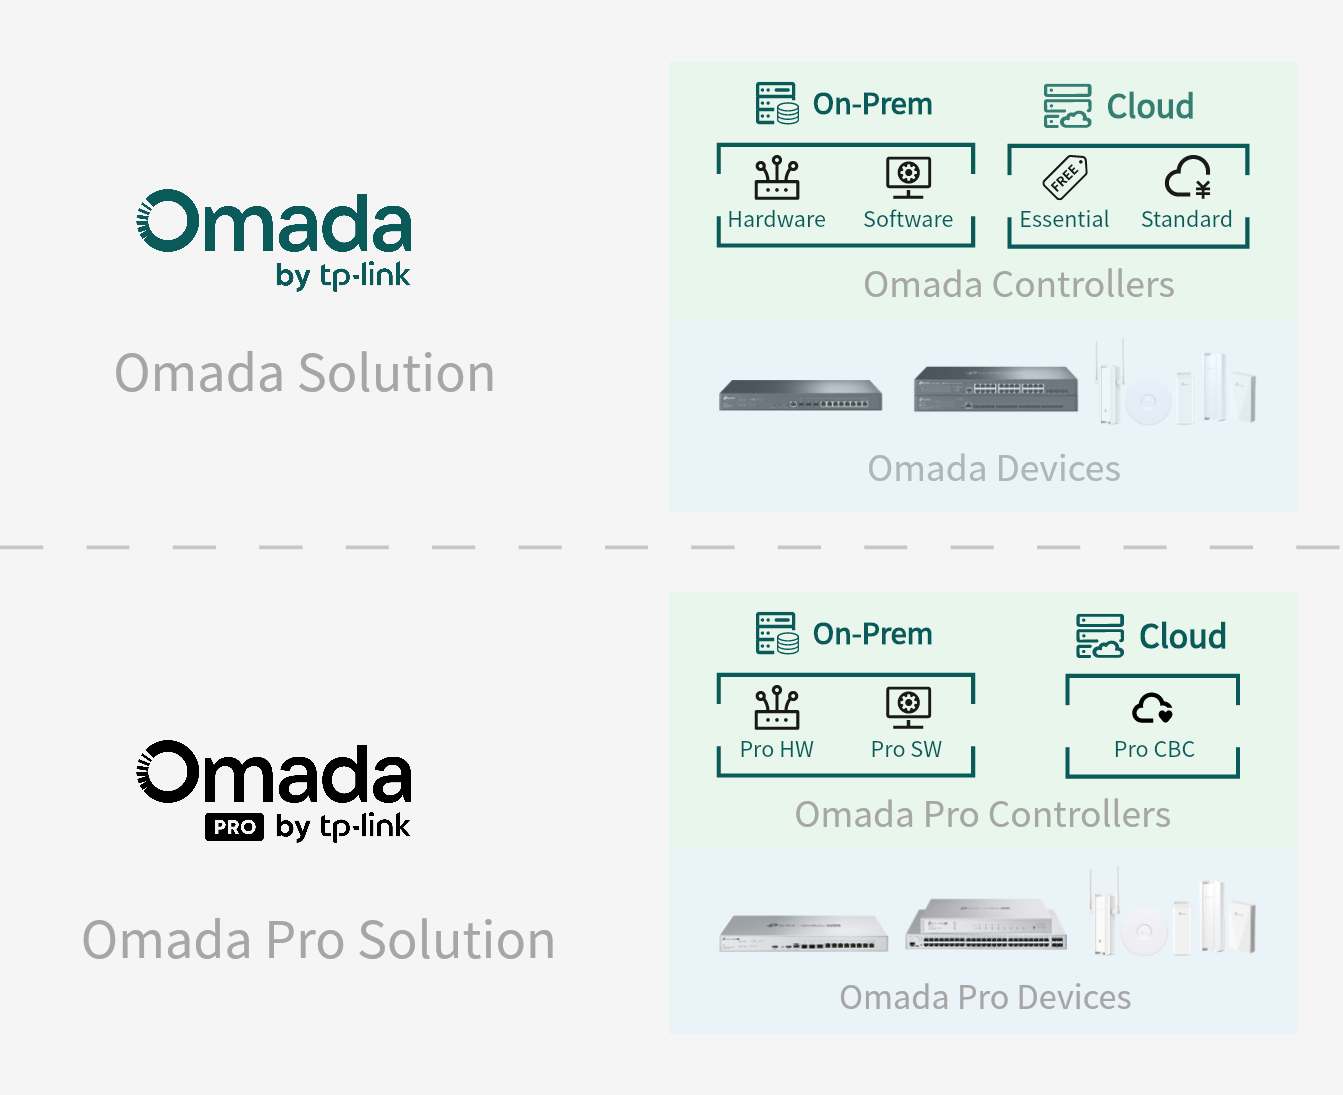 Omada
by tp-link
Omada Solution
On-Prem
Cloud
Hardware
Software
FREE
Essential
¥
Standard
Omada Controllers
Omada Devices
Omada
PRO by tp-link
Omada Pro Solution
On-Prem
Cloud
Pro HW
Pro SW
Pro CBC
Omada Pro Controllers
Omada Pro Devices